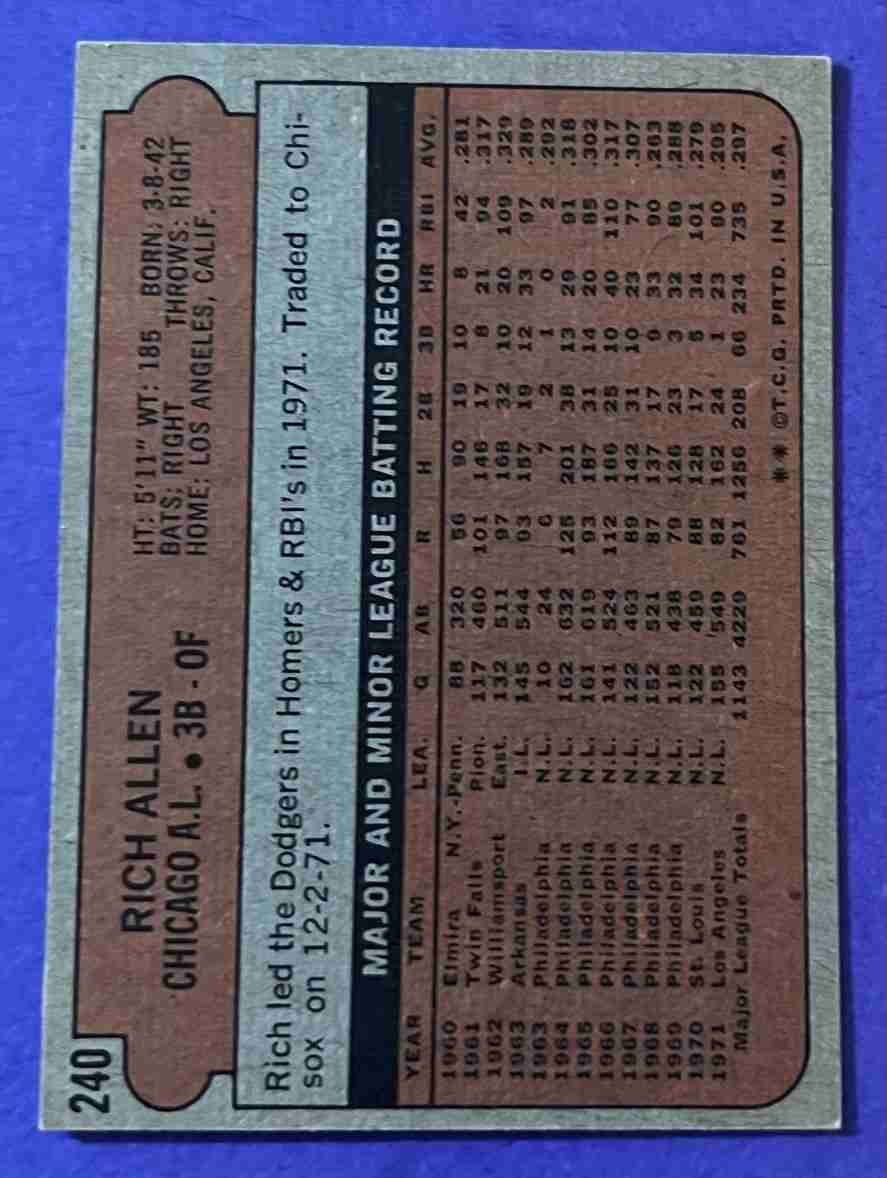 240
RICH ALLEN
CHICAGO A.L. • 3B - OF
HT: 5'11" WT: 185 BORN: 3-8-42
BATS: RIGHT THROWS: RIGHT
HOME: LOS ANGELES, CALIF.
Rich led the Dodgers in Homers & RBI's in 1971. Traded to Chi-
sox on 12-2-71.
MAJOR AND MINOR LEAGUE BATTING RECORD
YEAR TEAM LEA. G AB R H 2B 3B HR RBI AVG.
1960 Elmira N.Y.-Penn. 88 320 56 90 19 10 8 42 .281
1961 Twin Falls Pion. 117 460 101 146 17 8 21 94 .317
1962 Williamsport East. 132 511 97 168 32 10 20 109 .329
1963 Arkansas I.L. 145 544 93 157 19 12 33 97 .289
1963 Philadelphia N.L. 10 24 6 7 2 1 0 2 .292
1964 Philadelphia N.L. 162 632 125 201 38 13 29 91 .318
1965 Philadelphia N.L. 161 619 93 187 31 14 20 85 .302
1966 Philadelphia N.L. 141 524 112 166 25 10 40 110 .317
1967 Philadelphia N.L. 122 463 89 142 31 10 23 77 .307
1968 Philadelphia N.L. 152 521 87 137 17 9 33 90 .263
1969 Philadelphia N.L. 118 438 79 126 23 3 32 89 .288
1970 St. Louis N.L. 122 459 88 128 17 5 34 101 .279
1971 Los Angeles N.L. 155 549 82 162 24 1 23 90 .295
Major League Totals 1143 4229 761 1256 208 66 234 735 .297
** ©T.C.G. PRTD. IN U.S.A.